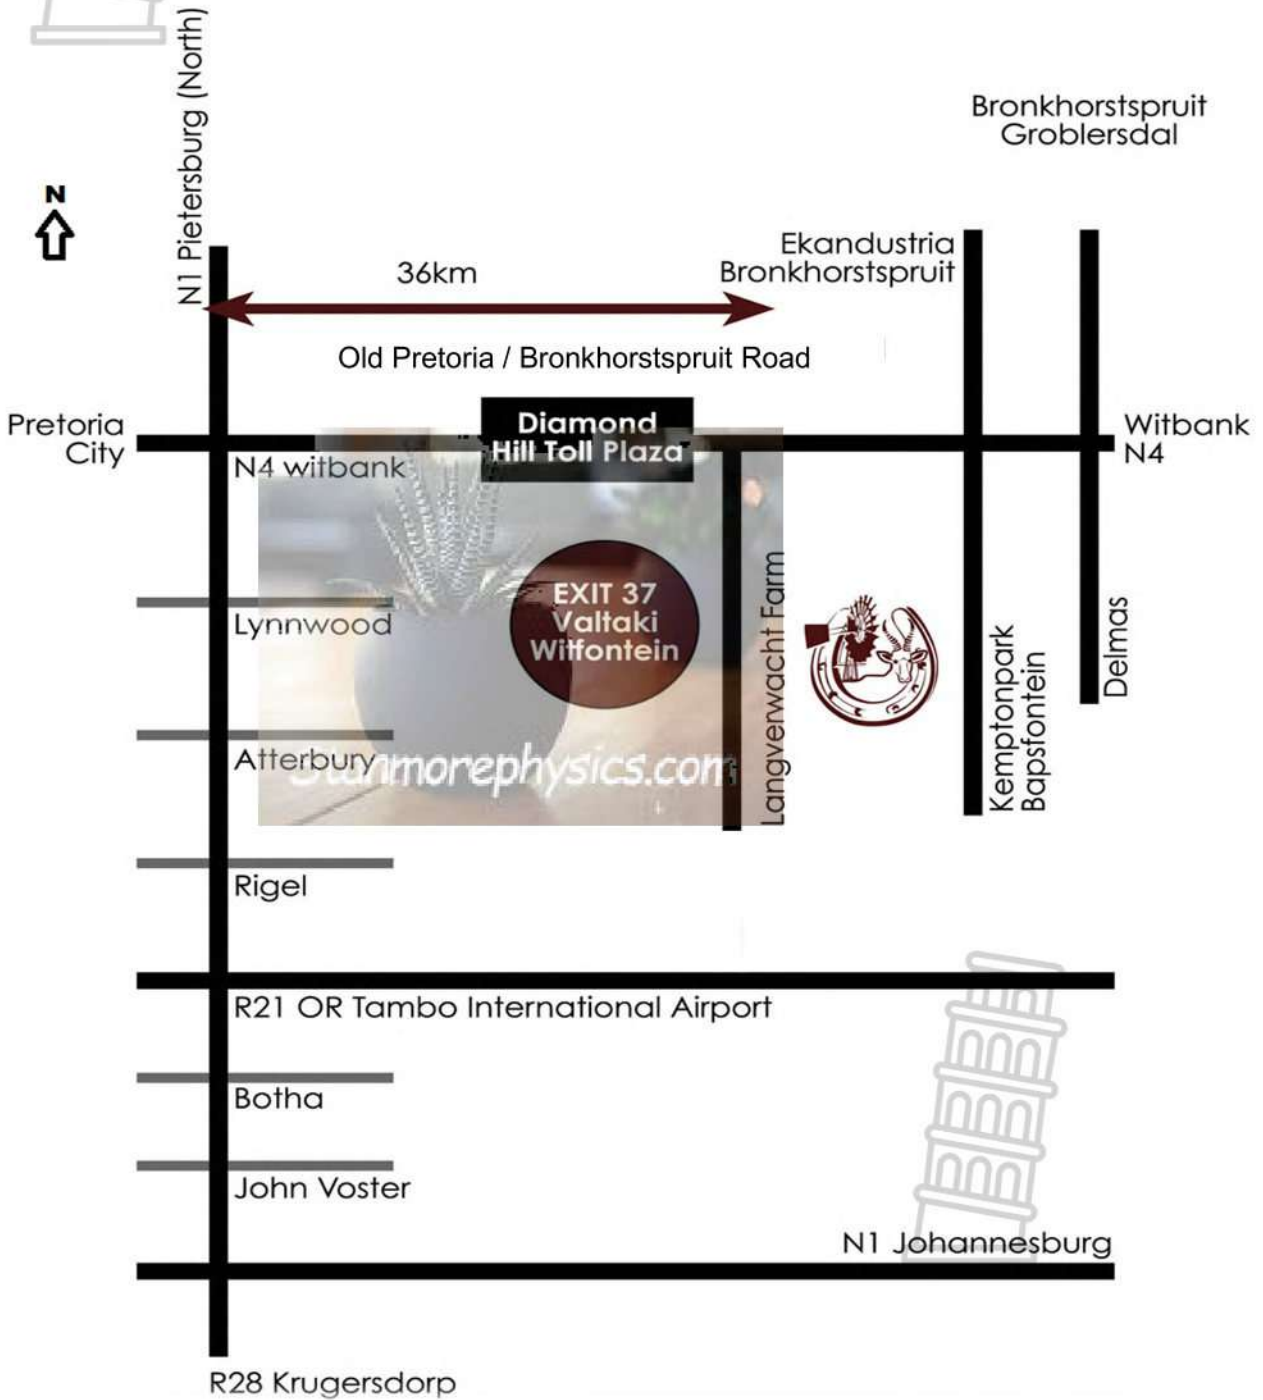 N1 Pietersburg (North)
Bronkhorstspruit
Groblersdal
N
Ekandustria
Bronkhorstspruit
36km
Old Pretoria / Bronkhorstspruit Road
Pretoria
City
Diamond
Hill Toll Plaza
Witbank
N4
N4 witbank
EXIT 37
Valtaki
Witfontein
Lynnwood
Langverwacht Farm
Kemptonpark
Bapsfontein
Delmas
Atterbury
Stanmorephysics.com
Rigel
R21 OR Tambo International Airport
Botha
John Voster
N1 Johannesburg
R28 Krugersdorp